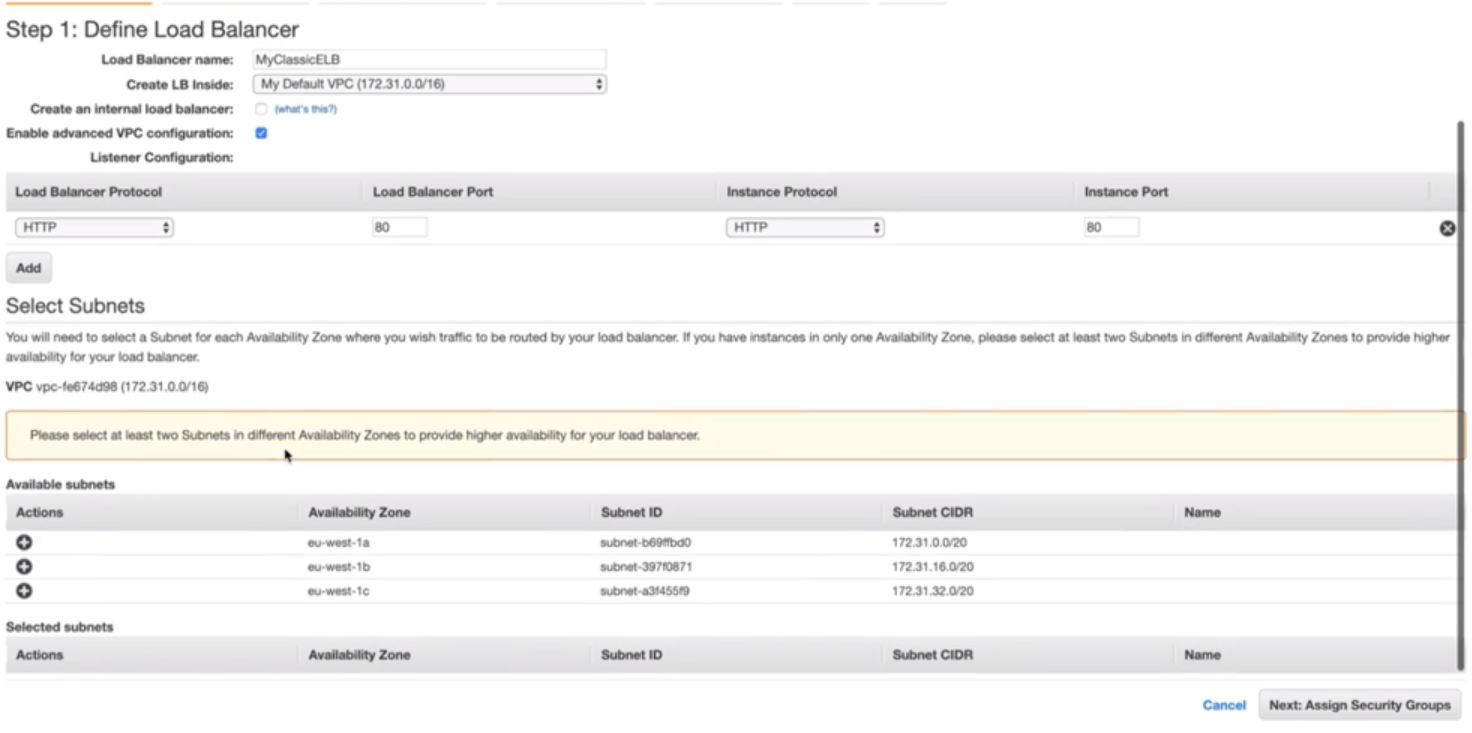 Step 1: Define Load Balancer
Load Balancer name: MyClassicELB
Create LB Inside: My Default VPC (172.31.0.0/16)
Create an internal load balancer: (what's this?)
Enable advanced VPC configuration:
Listener Configuration:
Load Balancer Protocol Load Balancer Port Instance Protocol Instance Port
HTTP 80 HTTP 80
Add
Select Subnets
You will need to select a Subnet for each Availability Zone where you wish traffic to be routed by your load balancer. If you have instances in only one Availability Zone, please select at least two Subnets in different Availability Zones to provide higher
availability for your load balancer.
VPC vpc-fe674d98 (172.31.0.0/16)
Please select at least two Subnets in different Availability Zones to provide higher availability for your load balancer.
Available subnets
Actions Availability Zone Subnet ID Subnet CIDR Name
eu-west-1a subnet-b69ffbd0 172.31.0.0/20
eu-west-1b subnet-397f0871 172.31.16.0/20
eu-west-1c subnet-a3f455f9 172.31.32.0/20
Selected subnets
Actions Availability Zone Subnet ID Subnet CIDR Name
Cancel Next: Assign Security Groups